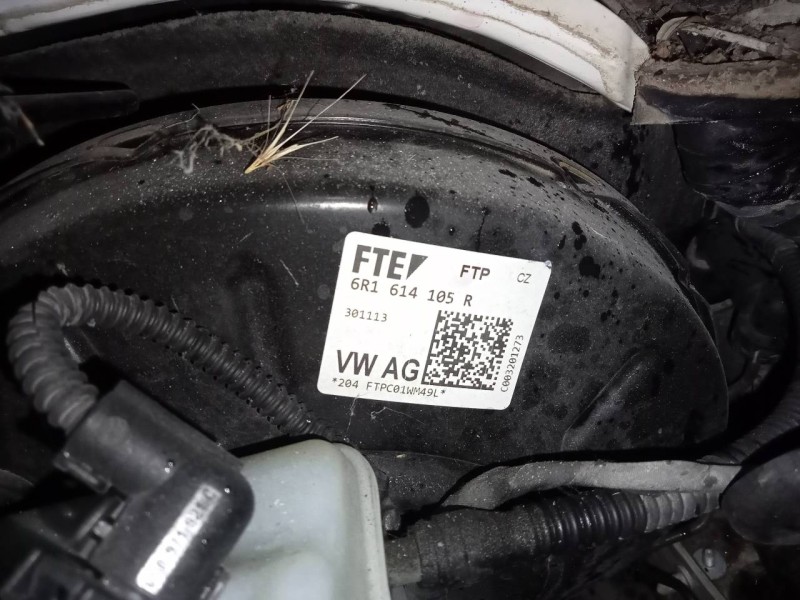 FTE FTP CZ
6R1 614 105 R
301113
VW AG
*204 FTPC01WM49L*
C003201273